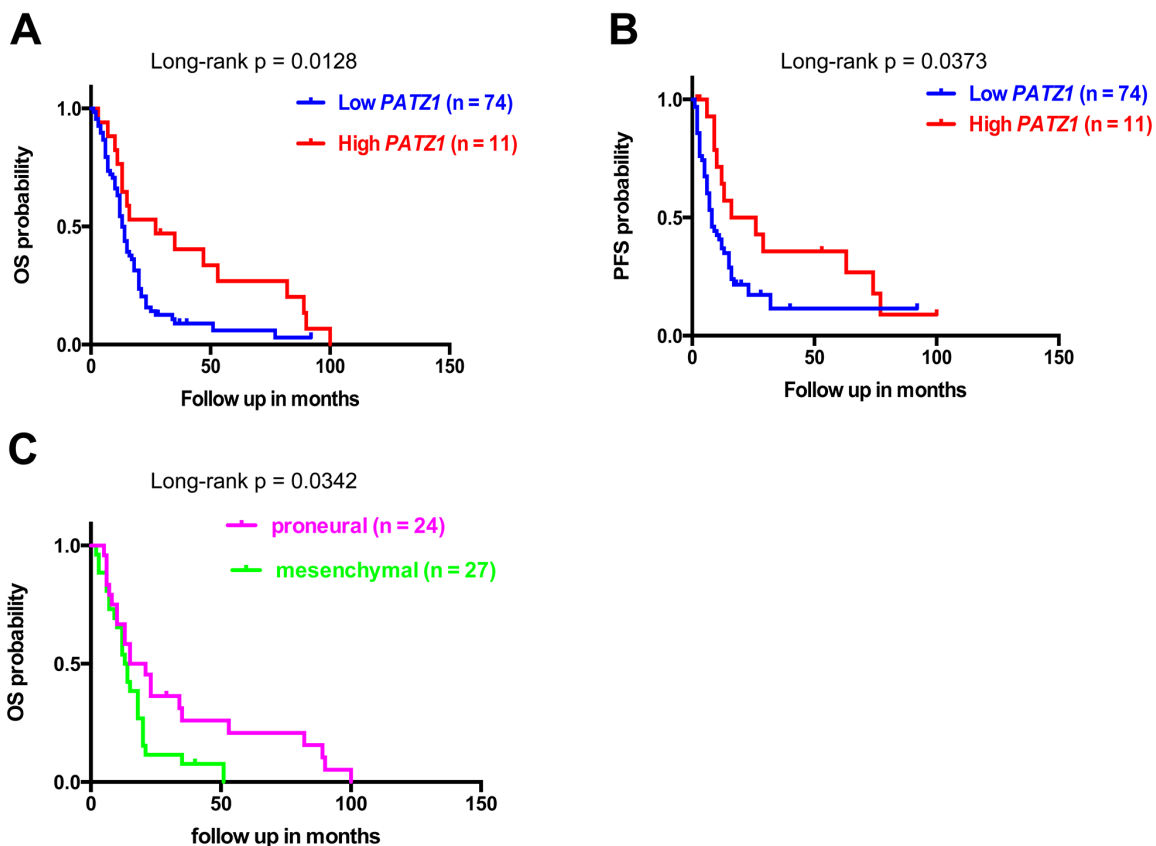 A
Long-rank p = 0.0128
Low PATZ1 (n = 74)
High PATZ1 (n = 11)
OS probability
1.0
0.5
0.0
0
50
100
150
Follow up in months
B
Long-rank p = 0.0373
Low PATZ1 (n = 74)
High PATZ1 (n = 11)
PFS probability
1.0
0.5
0.0
0
50
100
150
Follow up in months
C
Long-rank p = 0.0342
proneural (n = 24)
mesenchymal (n = 27)
OS probability
1.0
0.5
0.0
0
50
100
150
follow up in months